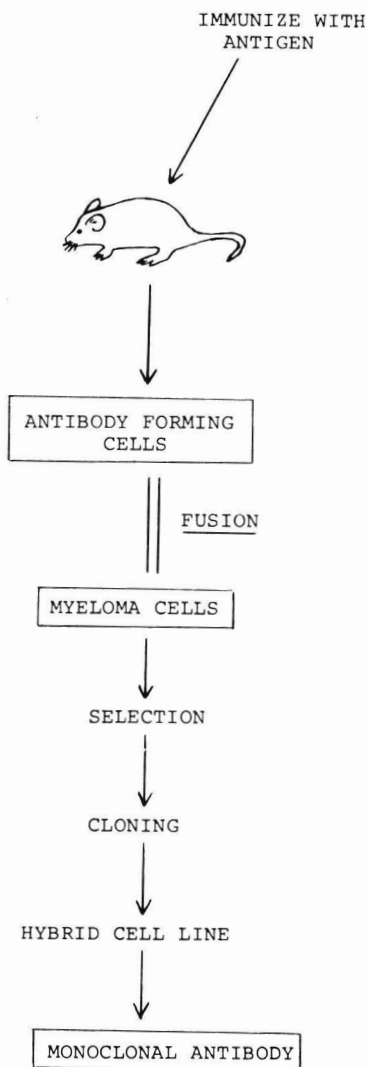 IMMUNIZE WITH
ANTIGEN
ANTIBODY FORMING
CELLS
FUSION
MYELOMA CELLS
SELECTION
CLONING
HYBRID CELL LINE
MONOCLONAL ANTIBODY